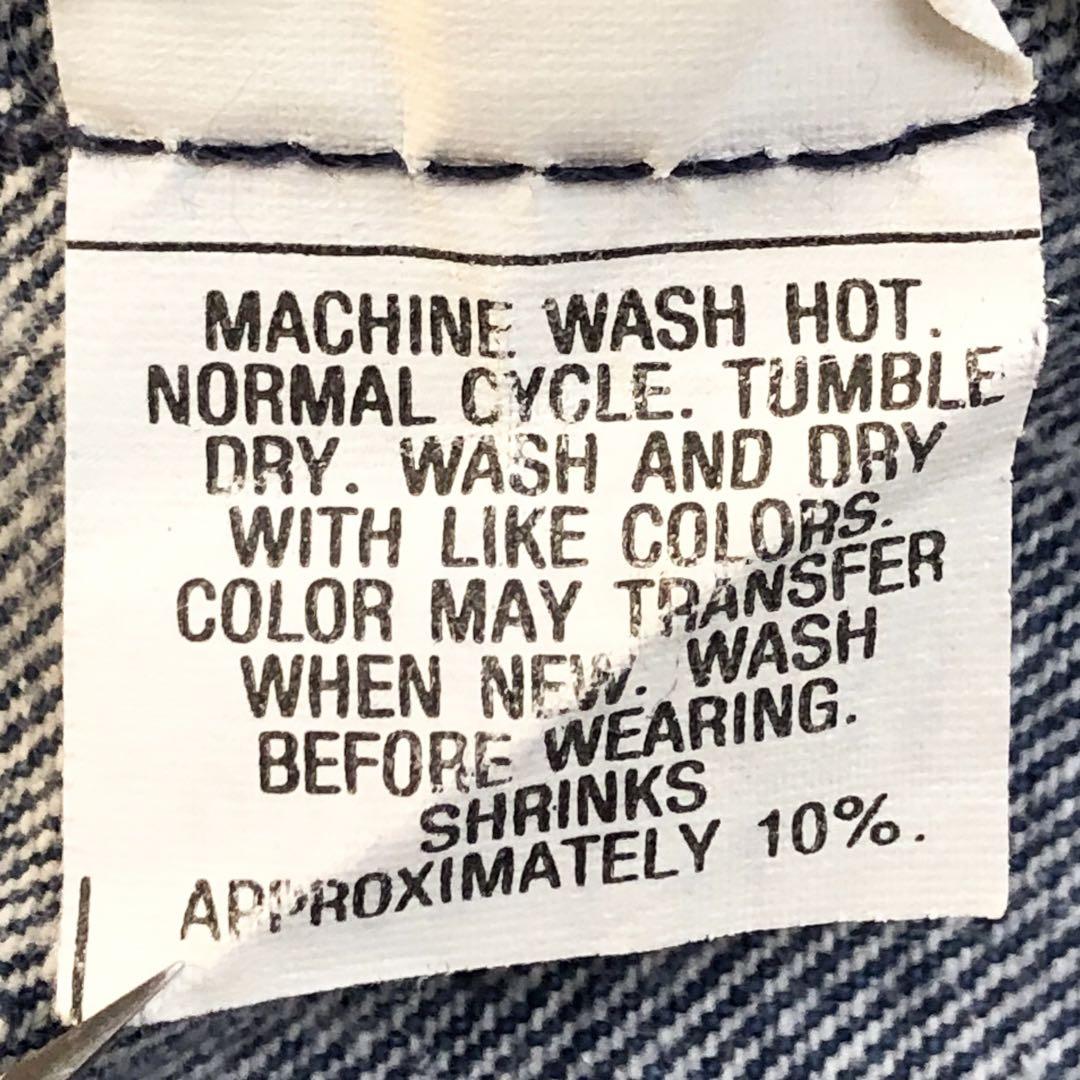 MACHINE WASH HOT.
NORMAL CYCLE. TUMBLE
DRY. WASH AND DRY
WITH LIKE COLORS.
COLOR MAY TRANSFER
WHEN NEW. WASH
BEFORE WEARING.
SHRINKS
APPROXIMATELY 10%.